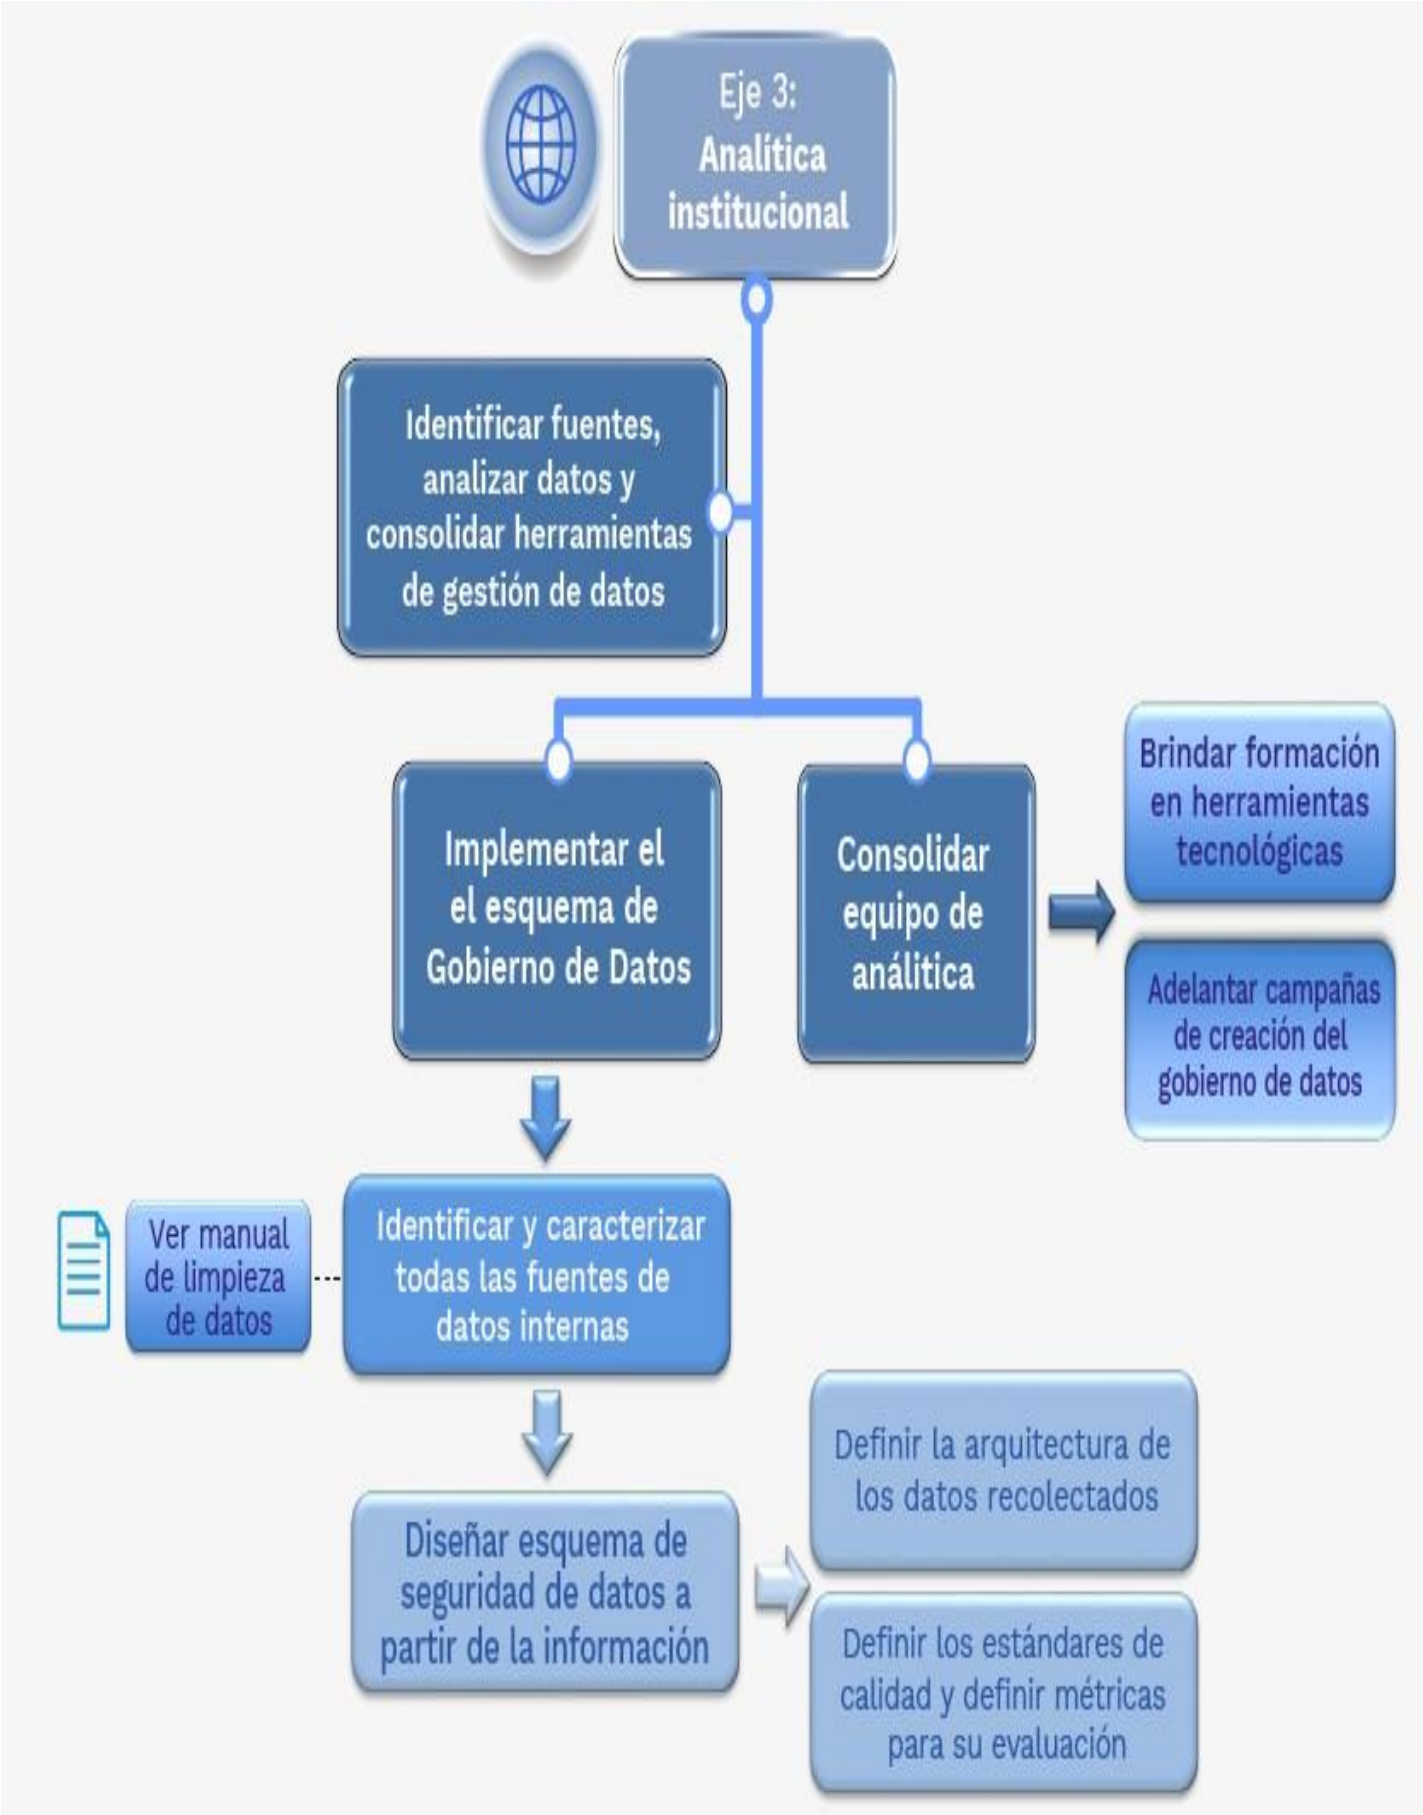 Eje 3:
Analítica
institucional
Identificar fuentes,
analizar datos y
consolidar herramientas
de gestión de datos
Implementar el
el esquema de
Gobierno de Datos
Consolidar
equipo de
análitica
Brindar formación
en herramientas
tecnológicas
Adelantar campañas
de creación del
gobierno de datos
Ver manual
de limpieza
de datos
Identificar y caracterizar
todas las fuentes de
datos internas
Diseñar esquema de
seguridad de datos a
partir de la información
Definir la arquitectura de
los datos recolectados
Definir los estándares de
calidad y definir métricas
para su evaluación